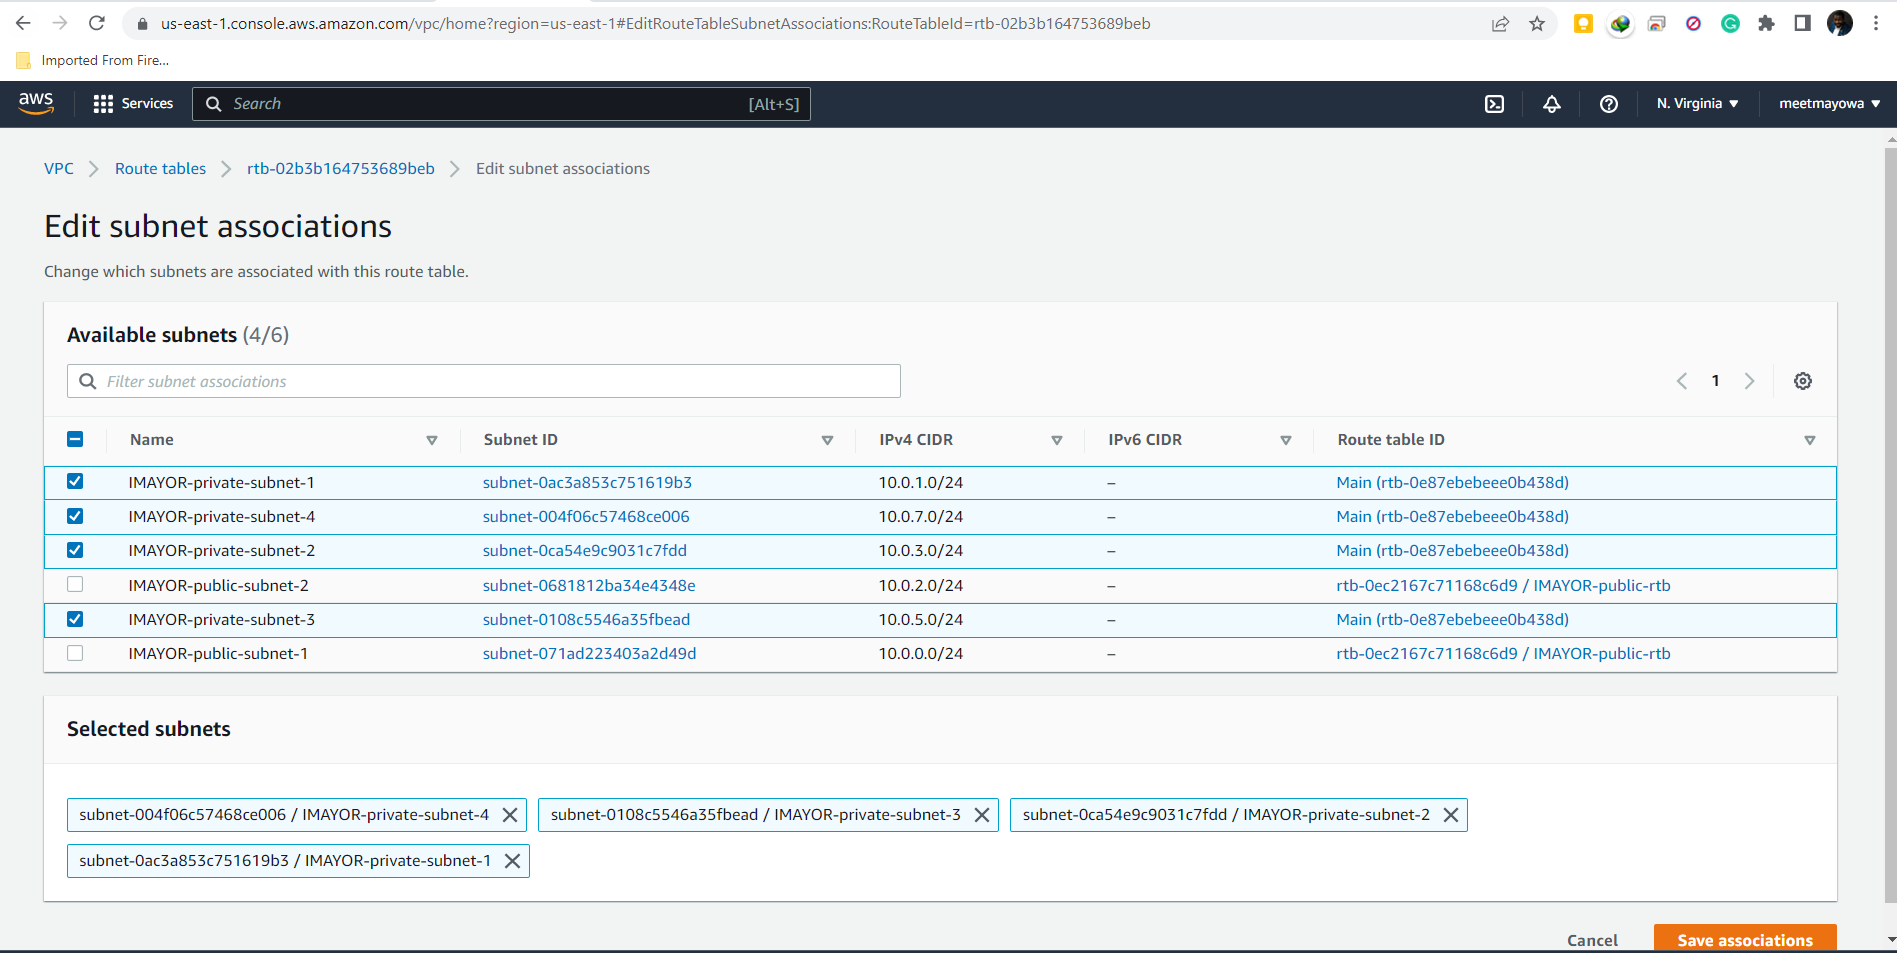 us-east-1.console.aws.amazon.com/vpc/home?region=us-east-1#EditRouteTableSubnetAssociations:RouteTableId=rtb-02b3b164753689beb
Imported From Fire...
aws Services Search [Alt+S] N. Virginia meetmayowa
VPC Route tables rtb-02b3b164753689beb Edit subnet associations
Edit subnet associations
Change which subnets are associated with this route table.
Available subnets (4/6)
Filter subnet associations 1
Name Subnet ID IPv4 CIDR IPv6 CIDR Route table ID
IMAYOR-private-subnet-1 subnet-0ac3a853c751619b3 10.0.1.0/24 – Main (rtb-0e87ebebeee0b438d)
IMAYOR-private-subnet-4 subnet-004f06c57468ce006 10.0.7.0/24 – Main (rtb-0e87ebebeee0b438d)
IMAYOR-private-subnet-2 subnet-0ca54e9c9031c7fdd 10.0.3.0/24 – Main (rtb-0e87ebebeee0b438d)
IMAYOR-public-subnet-2 subnet-0681812ba34e4348e 10.0.2.0/24 – rtb-0ec2167c71168c6d9 / IMAYOR-public-rtb
IMAYOR-private-subnet-3 subnet-0108c5546a35fbead 10.0.5.0/24 – Main (rtb-0e87ebebeee0b438d)
IMAYOR-public-subnet-1 subnet-071ad223403a2d49d 10.0.0.0/24 – rtb-0ec2167c71168c6d9 / IMAYOR-public-rtb
Selected subnets
subnet-004f06c57468ce006 / IMAYOR-private-subnet-4 subnet-0108c5546a35fbead / IMAYOR-private-subnet-3 subnet-0ca54e9c9031c7fdd / IMAYOR-private-subnet-2
subnet-0ac3a853c751619b3 / IMAYOR-private-subnet-1
Cancel Save associations